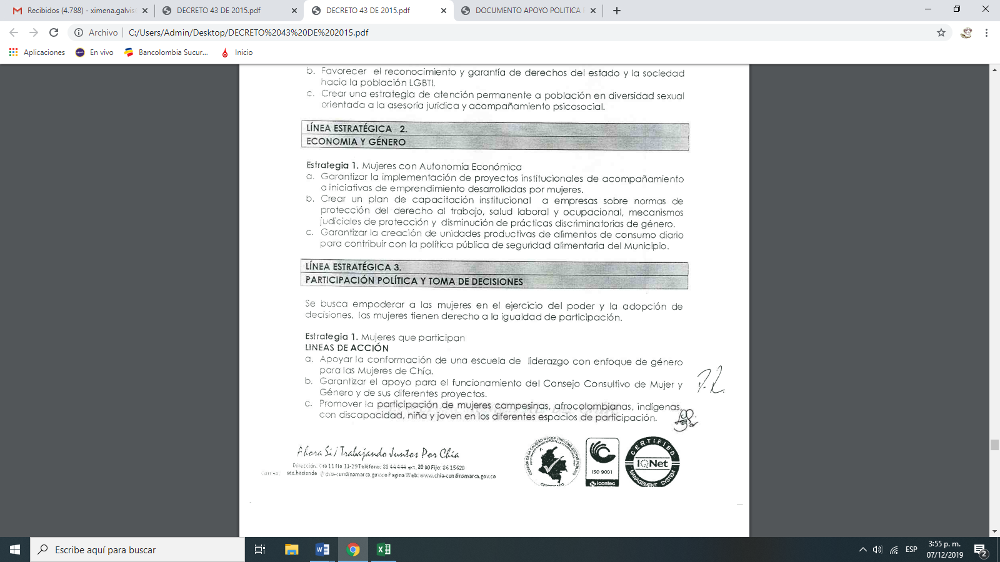 Recibidos (4.788) - ximena.galvis
DECRETO 43 DE 2015.pdf
DECRETO 43 DE 2015.pdf
DOCUMENTO APOYO POLITICA
Archivo
C:/Users/Admin/Desktop/DECRETO%2043%20DE%202015.pdf
Aplicaciones
En vivo
Bancolombia Sucur...
Inicio
b. Favorecer el reconocimiento y garantía de derechos del estado y la sociedad
hacia la población LGBTI.
c. Crear una estrategia de atención permanente a población en diversidad sexual
orientada a la asesoría jurídica y acompañamiento psicosocial.
LÍNEA ESTRATÉGICA 2.
ECONOMIA Y GÉNERO
Estrategia 1. Mujeres con Autonomía Económica
a. Garantizar la implementación de proyectos institucionales de acompañamiento
a iniciativas de emprendimiento desarrolladas por mujeres.
b. Crear un plan de capacitación institucional a empresas sobre normas de
protección del derecho al trabajo, salud laboral y ocupacional, mecanismos
judiciales de protección y disminución de prácticas discriminatorias de género.
c. Garantizar la creación de unidades productivas de alimentos de consumo diario
para contribuir con la política pública de seguridad alimentaria del Municipio.
LÍNEA ESTRATÉGICA 3.
PARTICIPACIÓN POLÍTICA Y TOMA DE DECISIONES
Se busca empoderar a las mujeres en el ejercicio del poder y la adopción de
decisiones, las mujeres tienen derecho a la igualdad de participación.
Estrategia 1. Mujeres que participan
LINEAS DE ACCIÓN
a. Apoyar la conformación de una escuela de liderazgo con enfoque de género
para las Mujeres de Chía.
b. Garantizar el apoyo para el funcionamiento del Consejo Consultivo de Mujer y
Género y de sus diferentes proyectos.
c. Promover la participación de mujeres campesinas, afrocolombianas, indígenas,
con discapacidad, niña y joven en los diferentes espacios de participación.
Ahora Sí / Trabajando Juntos Por Chía
Dirección: Cra 11 No 11-29 Teléfono: 88 44444 ext. 2000 Fijo: 8615620
Correo: sec.hacienda @chia-cundinamarca.gov.co Pagina Web: www.chia-cundinamarca.gov.co
GESTIÓN DE LA CALIDAD NTCGP 1000:2009 SECTOR PÚBLICO
CERTIFICADO
ISO 9001
icontec
CERTIFIED
IQNet
MANAGEMENT SYSTEM
Escribe aquí para buscar
ESP
3:55 p. m.
07/12/2019
2